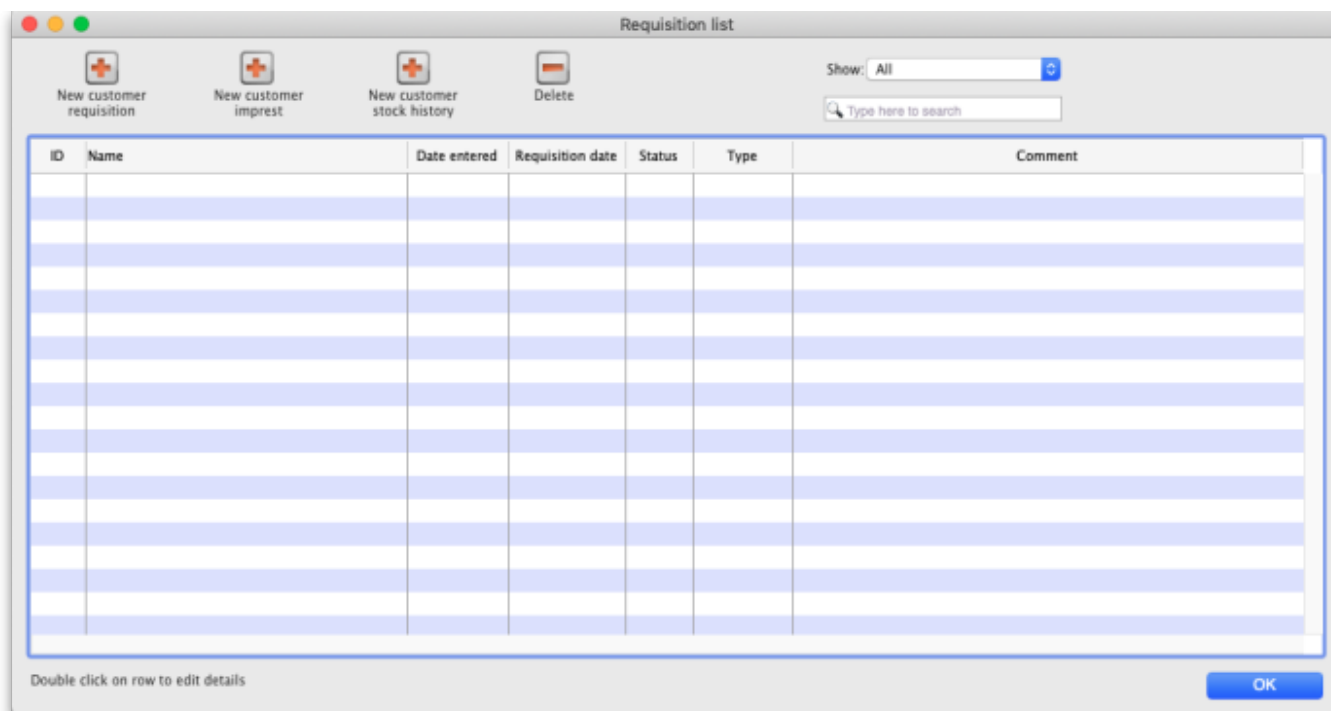 Requisition list
New customer
requisition
New customer
imprest
New customer
stock history
Delete
Show: All
Type here to search
ID Name Date entered Requisition date Status Type Comment
Double click on row to edit details
OK